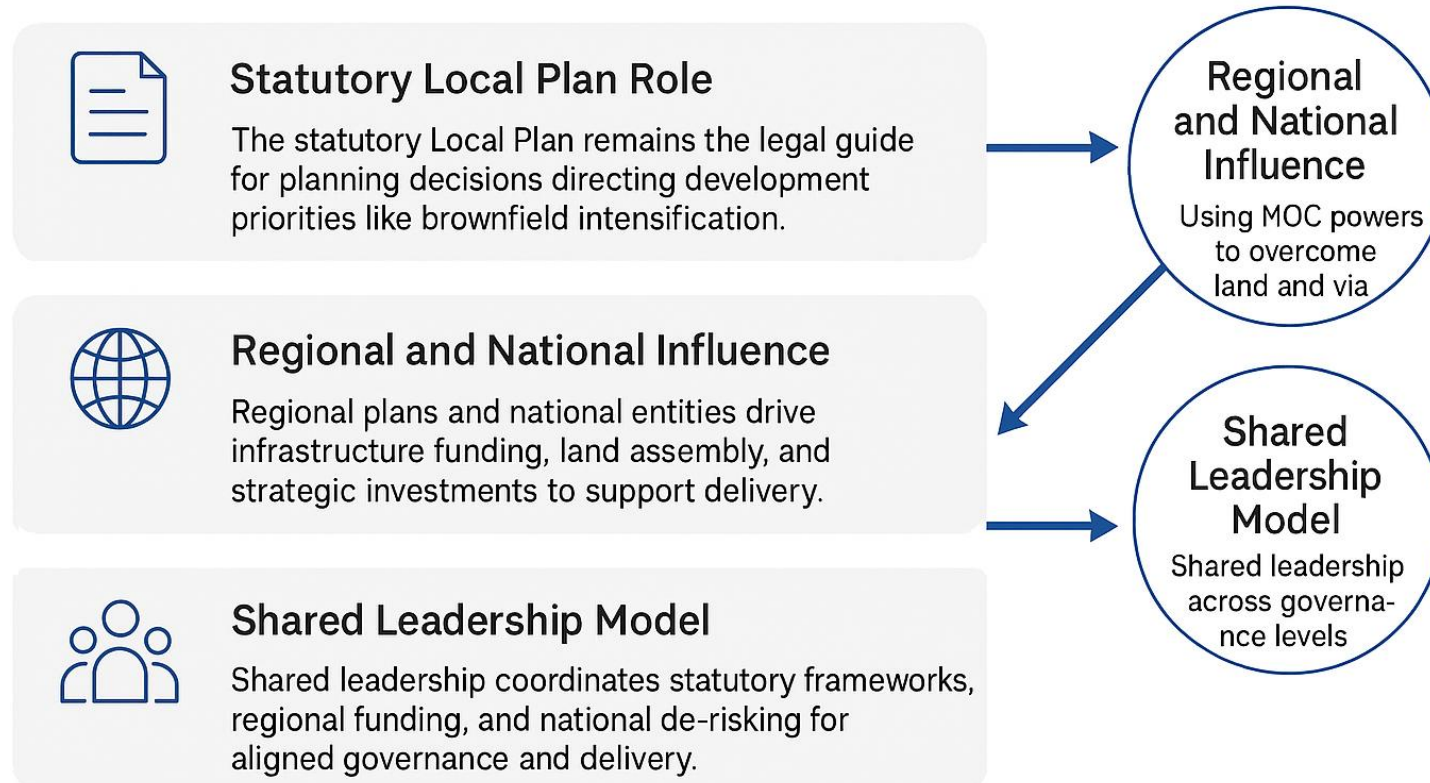 Statutory Local Plan Role
The statutory Local Plan remains the legal guide
for planning decisions directing development
priorities like brownfield intensification.
Regional and National Influence
Regional plans and national entities drive
infrastructure funding, land assembly, and
strategic investments to support delivery.
Shared Leadership Model
Shared leadership coordinates statutory frameworks,
regional funding, and national de-risking for
aligned governance and delivery.
Regional
and National
Influence
Using MOC powers
to overcome
land and via
Shared
Leadership
Model
Shared leadership
across governa-
nce levels